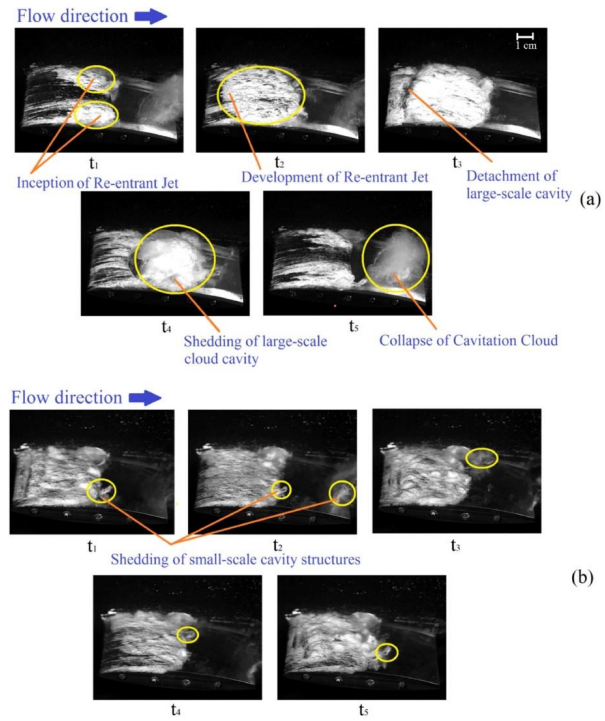 Flow direction
1 cm
t1
t2
t3
Inception of Re-entrant Jet
Development of Re-entrant Jet
Detachment of
large-scale cavity
(a)
t4
t5
Shedding of large-scale
cloud cavity
Collapse of Cavitation Cloud
Flow direction
t1
t2
t3
Shedding of small-scale cavity structures
(b)
t4
t5